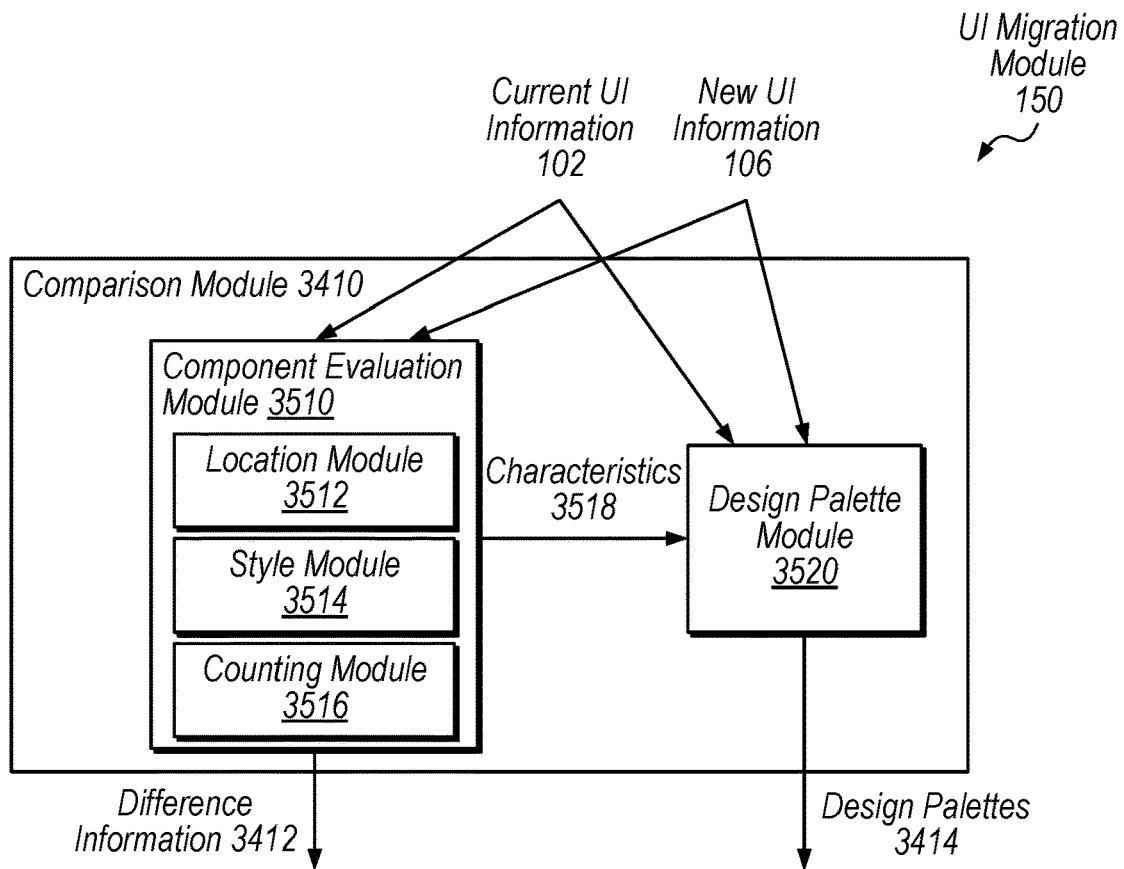 UI Migration
Module
150
Current UI
Information
102
New UI
Information
106
Comparison Module 3410
Component Evaluation
Module 3510
Location Module
3512
Style Module
3514
Counting Module
3516
Characteristics
3518
Design Palette
Module
3520
Difference
Information 3412
Design Palettes
3414